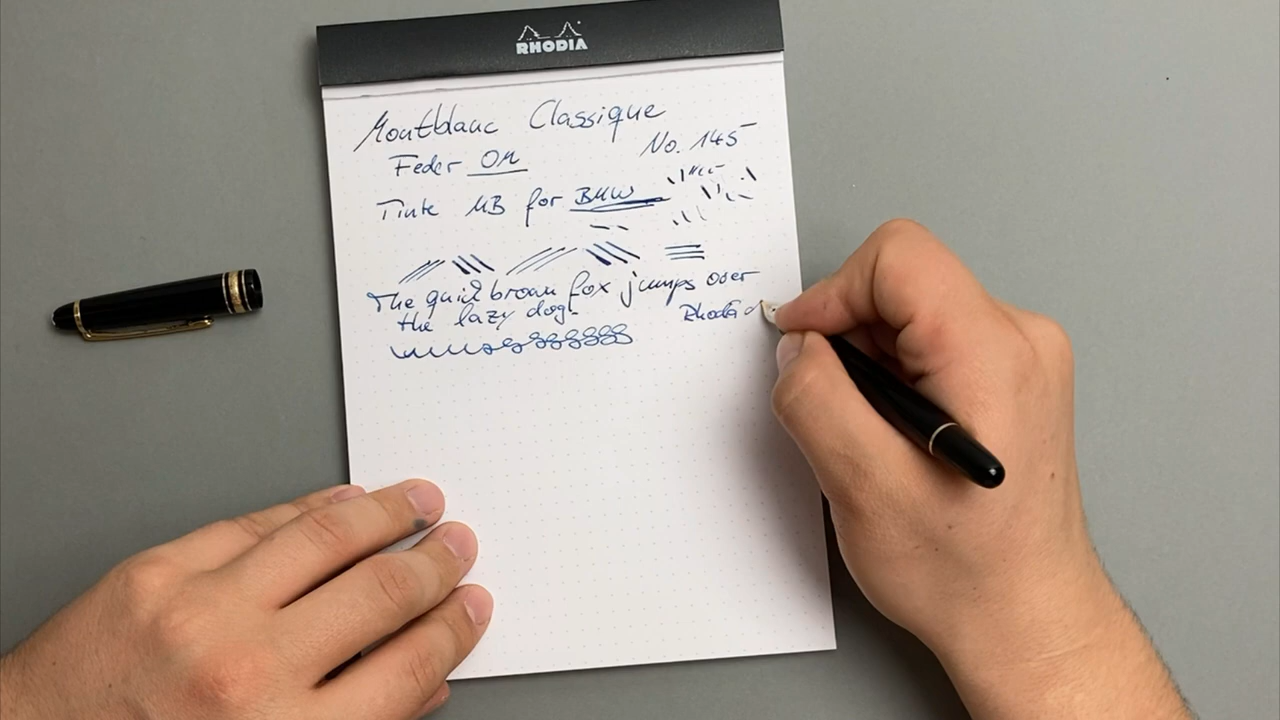 RHODIA
Montblanc Classique
No. 145
Feder OM
Tinte MB for BMW
The quick brown fox jumps over
the lazy dog.
Rhodia